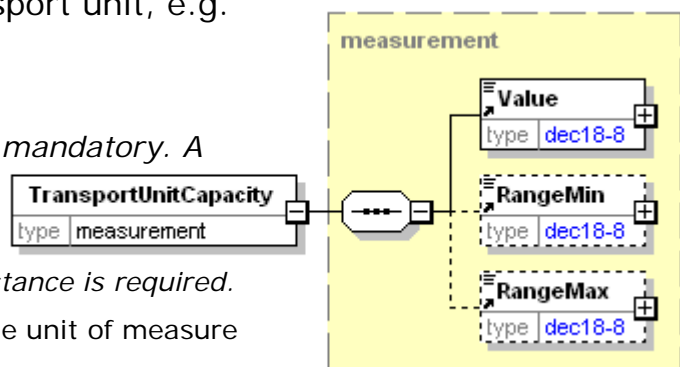 sport unit, e.g.
measurement
Value
type dec18-8
mandatory. A
TransportUnitCapacity
type measurement
RangeMin
type dec18-8
stance is required.
e unit of measure
RangeMax
type dec18-8